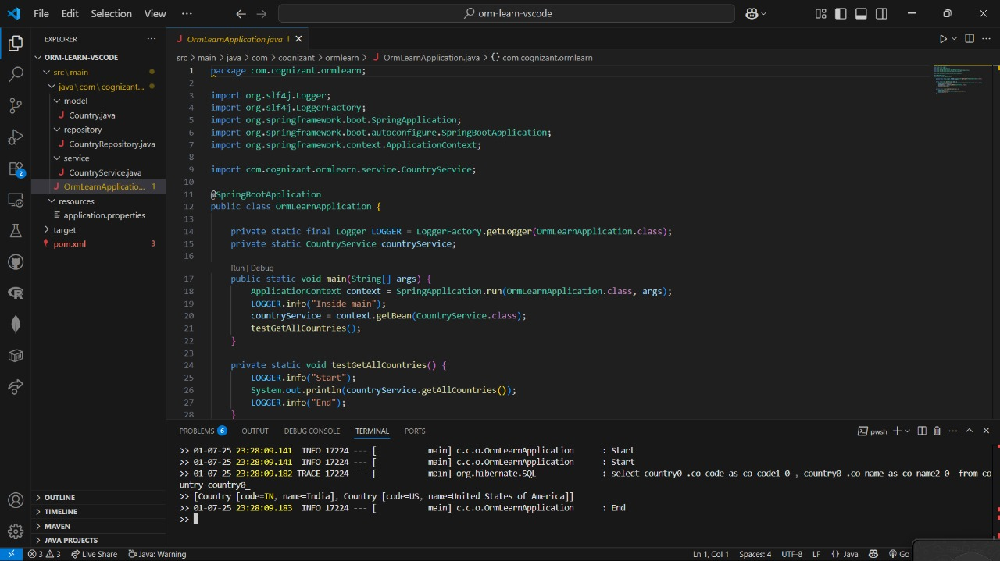 File Edit Selection View ··· orm-learn-vscode
EXPLORER ···
ORM-LEARN-VSCODE
src\main
java\com\cognizant...
model
Country.java
repository
CountryRepository.java
service
CountryService.java
OrmLearnApplicatio... 1
resources
application.properties
target
pom.xml 3
OUTLINE
TIMELINE
MAVEN
JAVA PROJECTS
2
OrmLearnApplication.java 1
src > main > java > com > cognizant > ormlearn > OrmLearnApplication.java > {} com.cognizant.ormlearn
1 package com.cognizant.ormlearn;
2
3 import org.slf4j.Logger;
4 import org.slf4j.LoggerFactory;
5 import org.springframework.boot.SpringApplication;
6 import org.springframework.boot.autoconfigure.SpringBootApplication;
7 import org.springframework.context.ApplicationContext;
8
9 import com.cognizant.ormlearn.service.CountryService;
10
11 @SpringBootApplication
12 public class OrmLearnApplication {
13
14 private static final Logger LOGGER = LoggerFactory.getLogger(OrmLearnApplication.class);
15 private static CountryService countryService;
16
Run | Debug
17 public static void main(String[] args) {
18 ApplicationContext context = SpringApplication.run(OrmLearnApplication.class, args);
19 LOGGER.info("Inside main");
20 countryService = context.getBean(CountryService.class);
21 testGetAllCountries();
22 }
23
24 private static void testGetAllCountries() {
25 LOGGER.info("Start");
26 System.out.println(countryService.getAllCountries());
27 LOGGER.info("End");
28 }
PROBLEMS 6 OUTPUT DEBUG CONSOLE TERMINAL PORTS pwsh
>> 01-07-25 23:28:09.141 INFO 17224 --- [ main] c.c.o.OrmLearnApplication : Start
>> 01-07-25 23:28:09.141 INFO 17224 --- [ main] c.c.o.OrmLearnApplication : Start
>> 01-07-25 23:28:09.182 TRACE 17224 --- [ main] org.hibernate.SQL : select country0_.co_code as co_code1_0_, country0_.co_name as co_name2_0_ from co
untry country0_
>> [Country [code=IN, name=India], Country [code=US, name=United States of America]]
>> 01-07-25 23:28:09.183 INFO 17224 --- [ main] c.c.o.OrmLearnApplication : End
>>
3 3 Live Share Java: Warning Ln 1, Col 1 Spaces: 4 UTF-8 LF {} Java Go